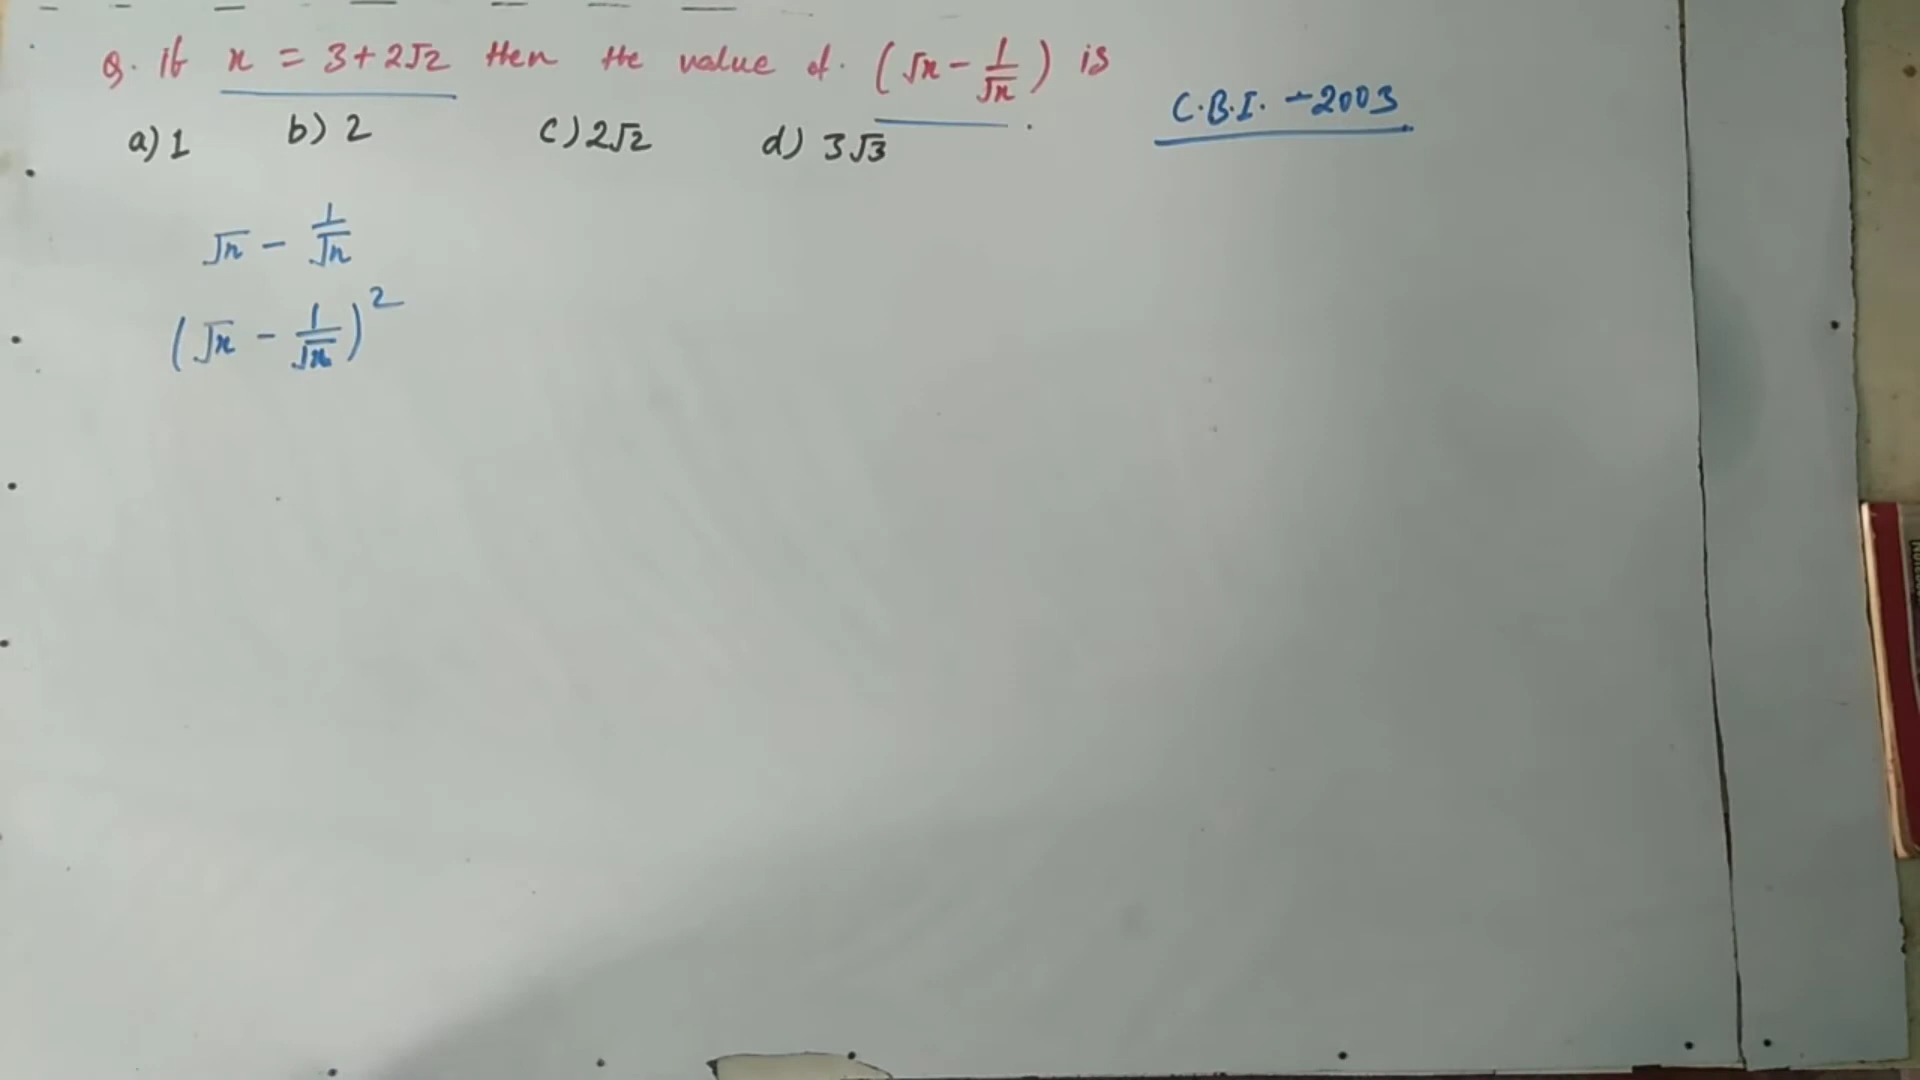 Q. if x = 3+2√2 then the value of. (√x - 1/√x) is
C.B.I. - 2003
a) 1 b) 2 c) 2√2 d) 3√3
√x - 1/√x
(√x - 1/√x)²